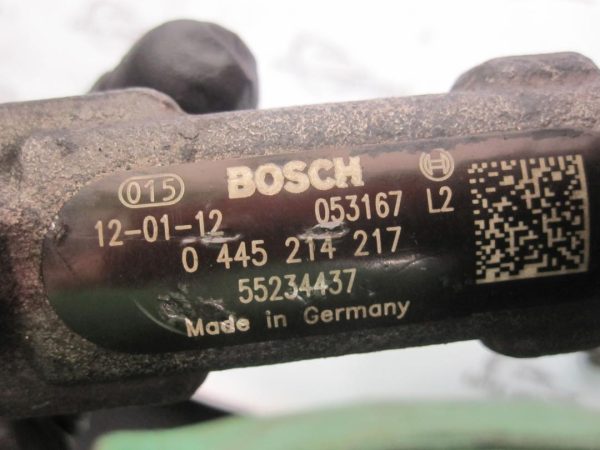 015 BOSCH
12-01-12 053167 L2
0 445 214 217
55234437
Made in Germany